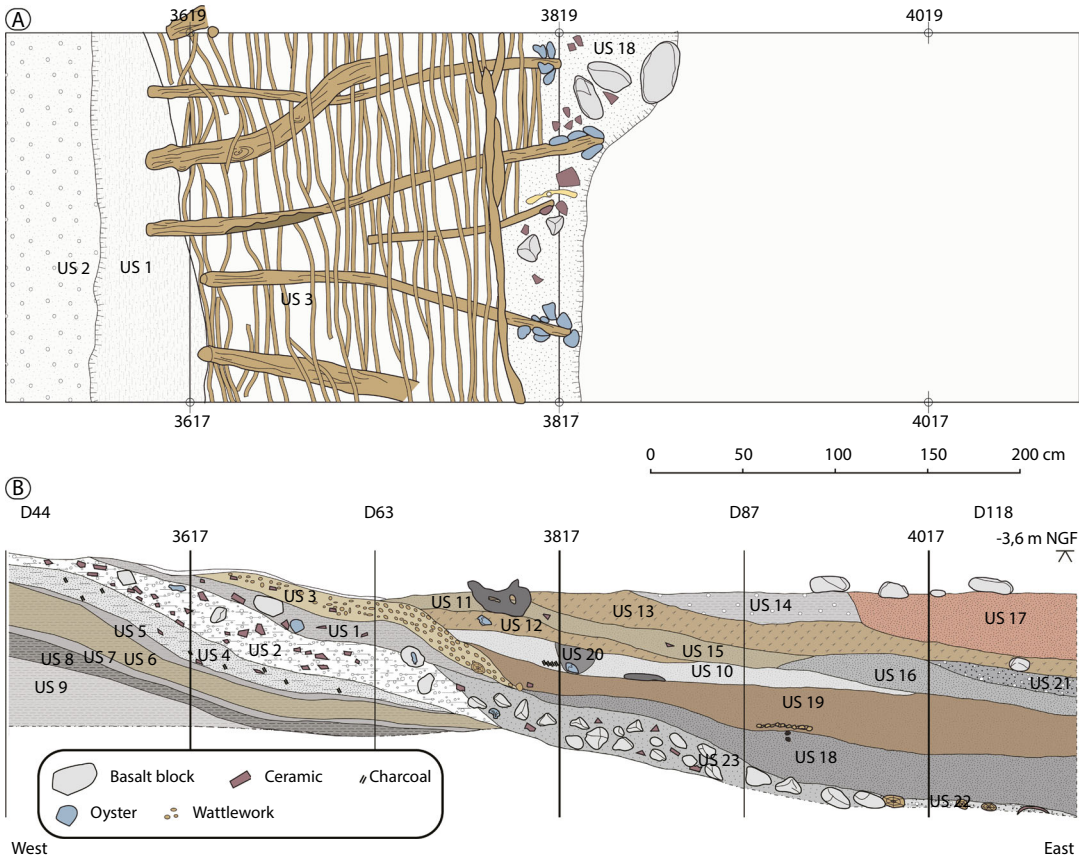 A
3619 3819 4019
US 18
US 2 US 1
US 3
3617 3817 4017
0 50 100 150 200 cm
B
D44 D63 D87 D118
3617 3817 4017 -3,6 m NGF
US 3 US 11 US 13 US 14 US 17
US 5 US 1 US 12
US 8 US 7 US 6 US 4 US 2 US 20 US 15
US 9 US 10 US 16 US 21
US 19
US 23 US 18
US 22
Basalt block Ceramic Charcoal
Oyster Wattlework
West East